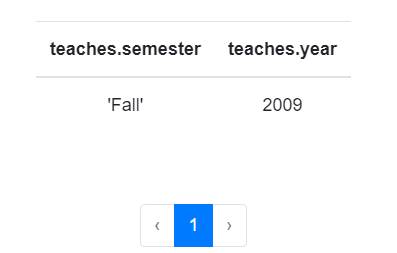 teaches.semester teaches.year
'Fall' 2009
‹ 1 ›